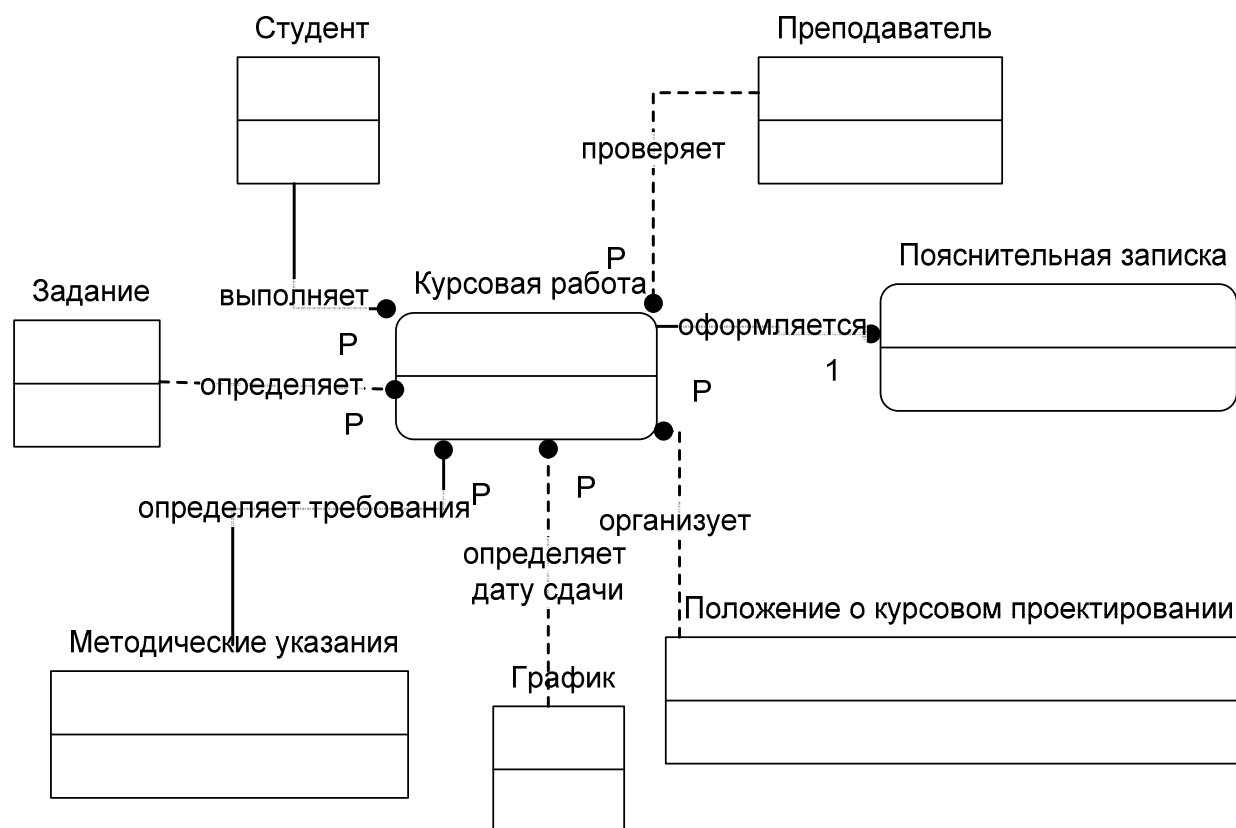 Студент
Преподаватель
проверяет
Р
Пояснительная записка
Задание
выполняет
Курсовая работа
оформляется
Р
1
определяет
Р
Р
определяет требования
Р
Р
организует
определяет
дату сдачи
Положение о курсовом проектировании
Методические указания
График